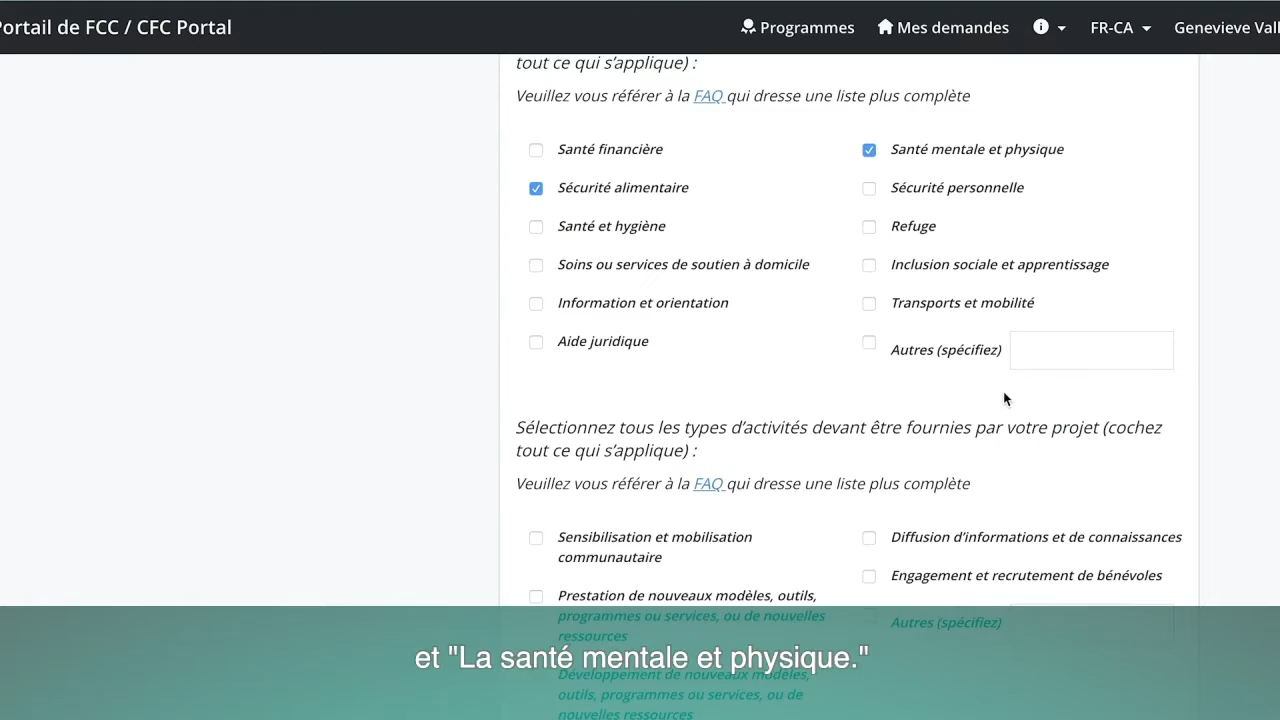 Portail de FCC / CFC Portal
Programmes
Mes demandes
FR-CA
Genevieve Vall
tout ce qui s'applique) :
Veuillez vous référer à la FAQ qui dresse une liste plus complète
Santé financière
Santé mentale et physique
Sécurité alimentaire
Sécurité personnelle
Santé et hygiène
Refuge
Soins ou services de soutien à domicile
Inclusion sociale et apprentissage
Information et orientation
Transports et mobilité
Aide juridique
Autres (spécifiez)
Sélectionnez tous les types d'activités devant être fournies par votre projet (cochez
tout ce qui s'applique) :
Veuillez vous référer à la FAQ qui dresse une liste plus complète
Sensibilisation et mobilisation
communautaire
Diffusion d'informations et de connaissances
Engagement et recrutement de bénévoles
Prestation de nouveaux modèles, outils,
programmes ou services, ou de nouvelles
ressources
Autres (spécifiez)
et "La santé mentale et physique."
Développement de nouveaux modèles,
outils, programmes ou services, ou de
nouvelles ressources